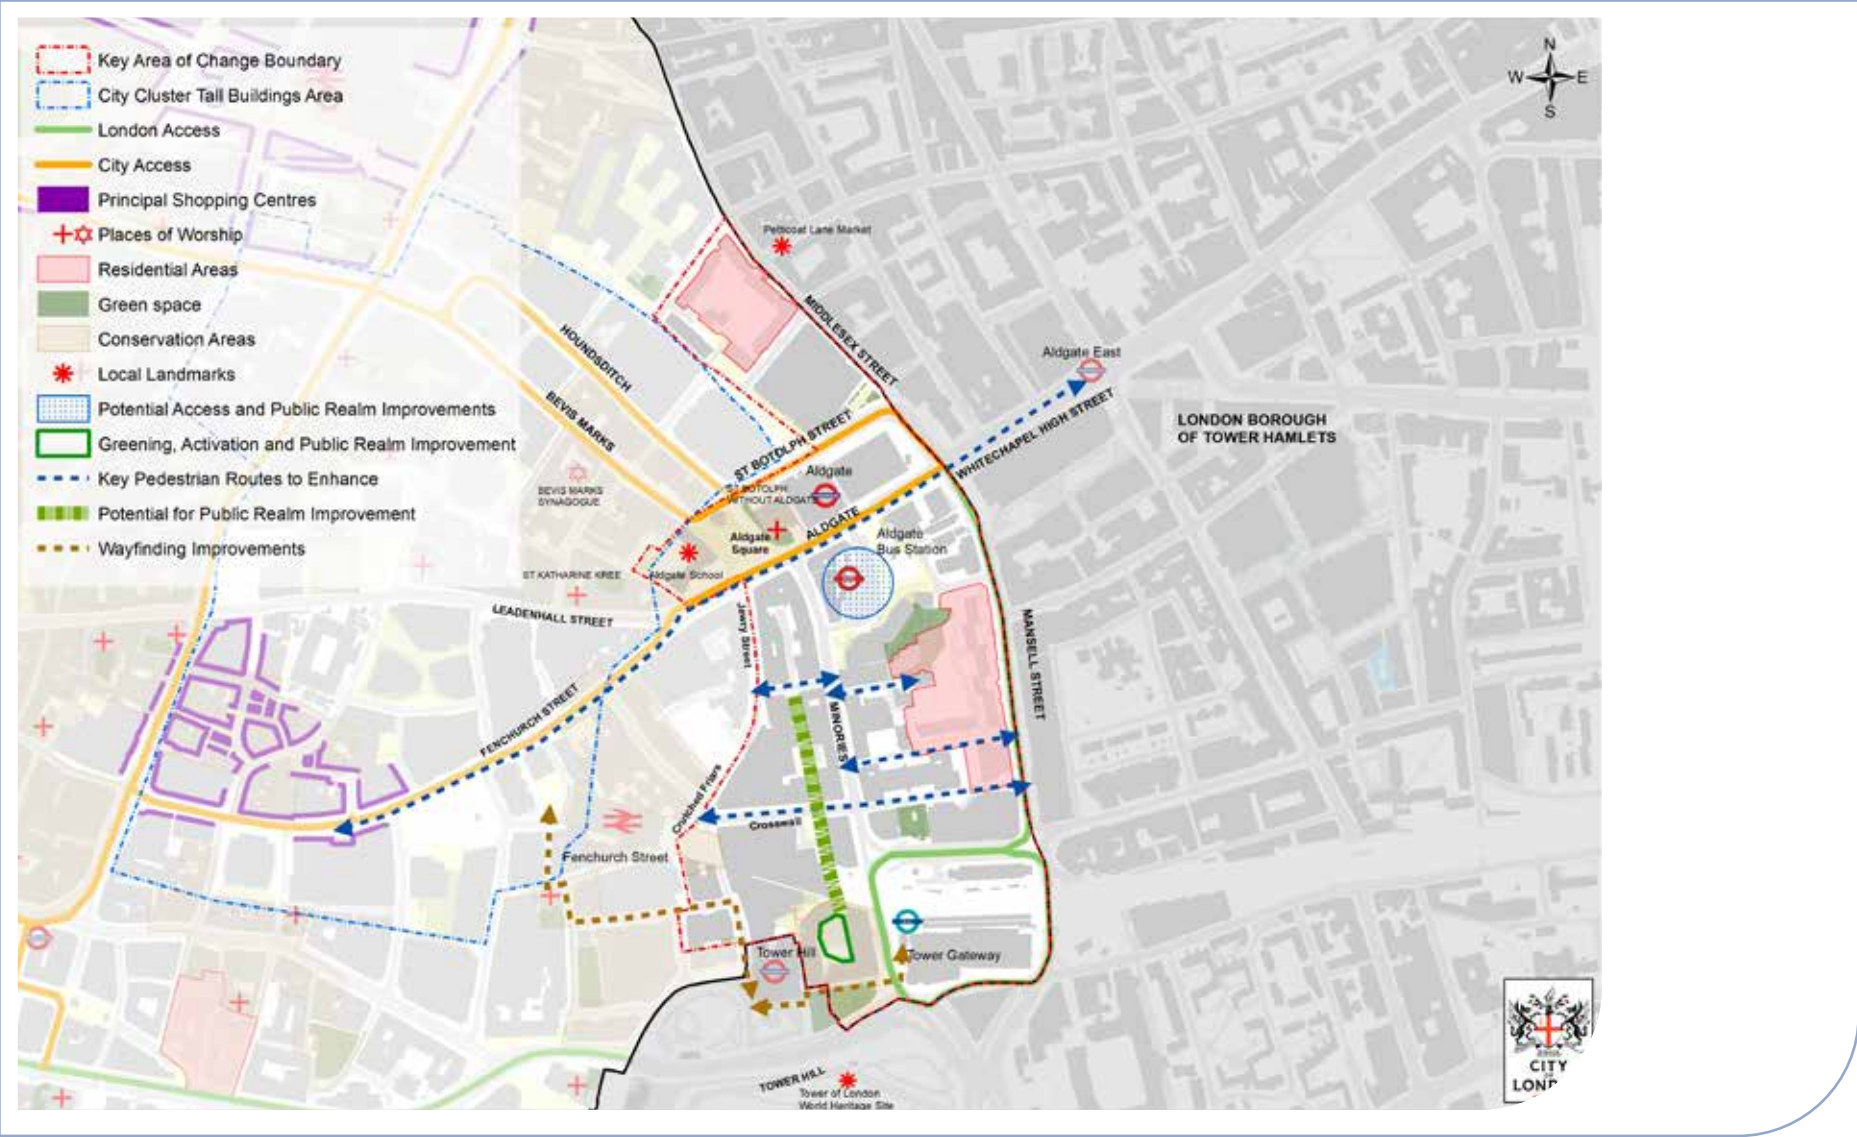 Key Area of Change Boundary
City Cluster Tall Buildings Area
London Access
City Access
Principal Shopping Centres
Places of Worship
Residential Areas
Green space
Conservation Areas
Local Landmarks
Potential Access and Public Realm Improvements
Greening, Activation and Public Realm Improvement
Key Pedestrian Routes to Enhance
Potential for Public Realm Improvement
Wayfinding Improvements
N
W E
S
Petticoat Lane Market
MIDDLESEX STREET
HOUNDSDITCH
BEVIS MARKS
Aldgate East
WHITECHAPEL HIGH STREET
LONDON BOROUGH
OF TOWER HAMLETS
ST BOTOLPH STREET
Aldgate
ST BOTOLPH
WITHOUT ALDGATE
BEVIS MARKS
SYNAGOGUE
ALDGATE
Aldgate
Square
Aldgate
Bus Station
ST KATHARINE KREE
Aldgate School
LEADENHALL STREET
Jewry Street
MANSELL STREET
FENCHURCH STREET
MINORIES
Crutched Friars
Crosswall
Fenchurch Street
Tower Hill
Tower Gateway
TOWER HILL
Tower of London
World Heritage Site
CITY
OF